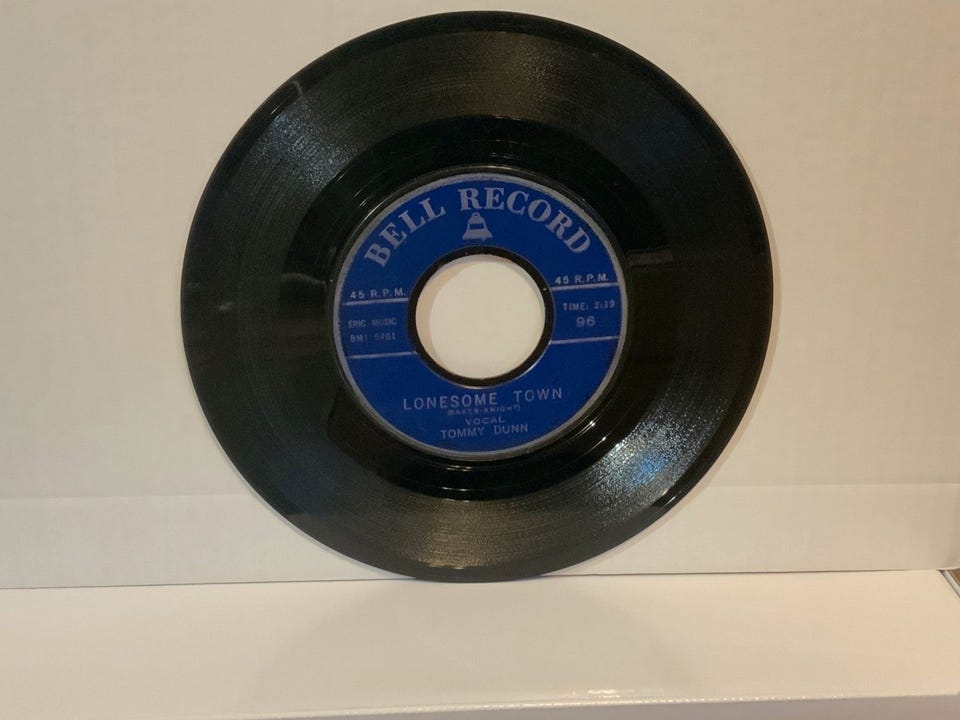 BELL RECORD
45 R.P.M.
45 R.P.M.
ERIC MUSIC
BMI
TIME: 2:19
96
LONESOME TOWN
(BAKER-KNIGHT)
VOCAL
TOMMY DUNN